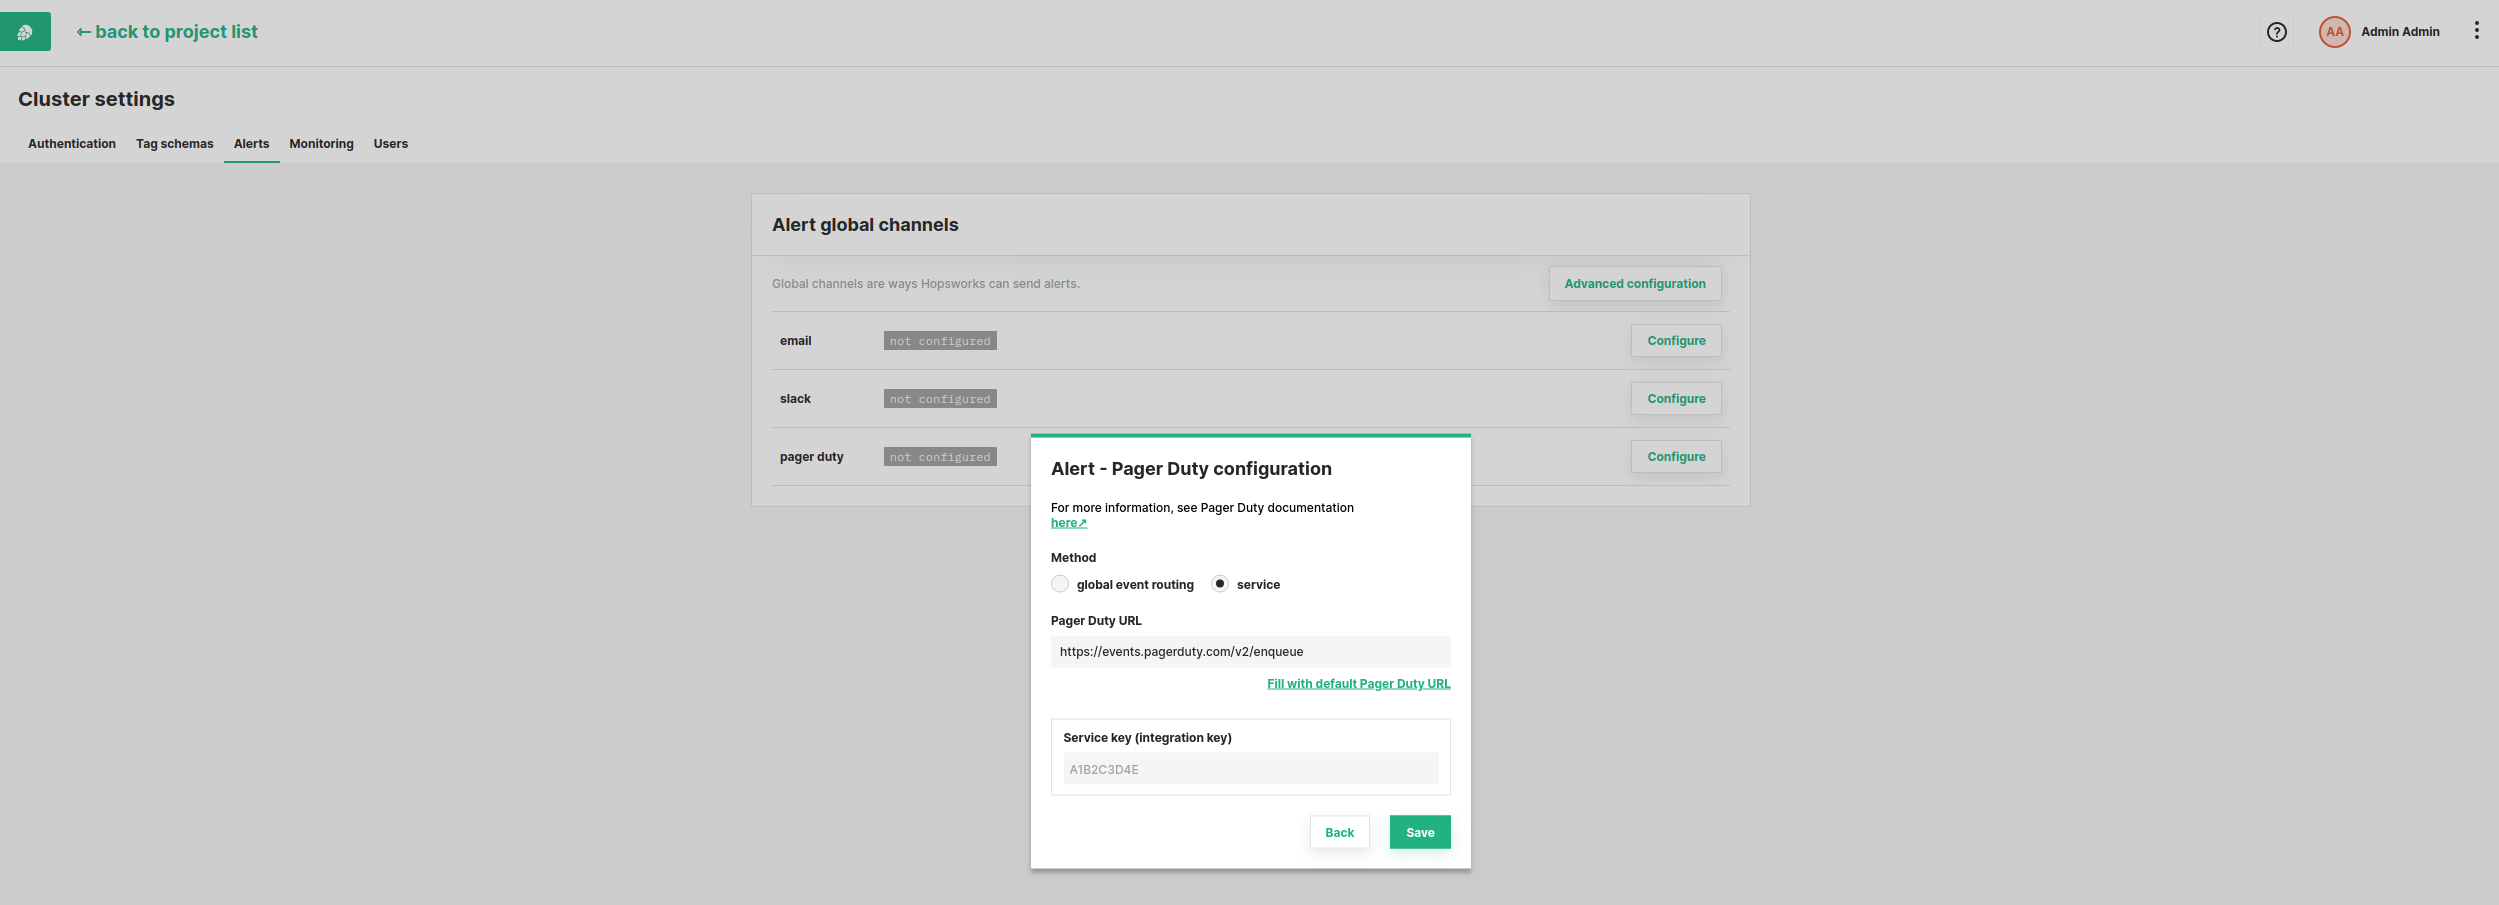 ← back to project list
? AA Admin Admin
Cluster settings
Authentication Tag schemas Alerts Monitoring Users
Alert global channels
Global channels are ways Hopsworks can send alerts. Advanced configuration
email not configured Configure
slack not configured Configure
pager duty not configured Configure
Alert - Pager Duty configuration
For more information, see Pager Duty documentation
here↗
Method
global event routing service
Pager Duty URL
https://events.pagerduty.com/v2/enqueue
Fill with default Pager Duty URL
Service key (integration key)
A1B2C3D4E
Back Save